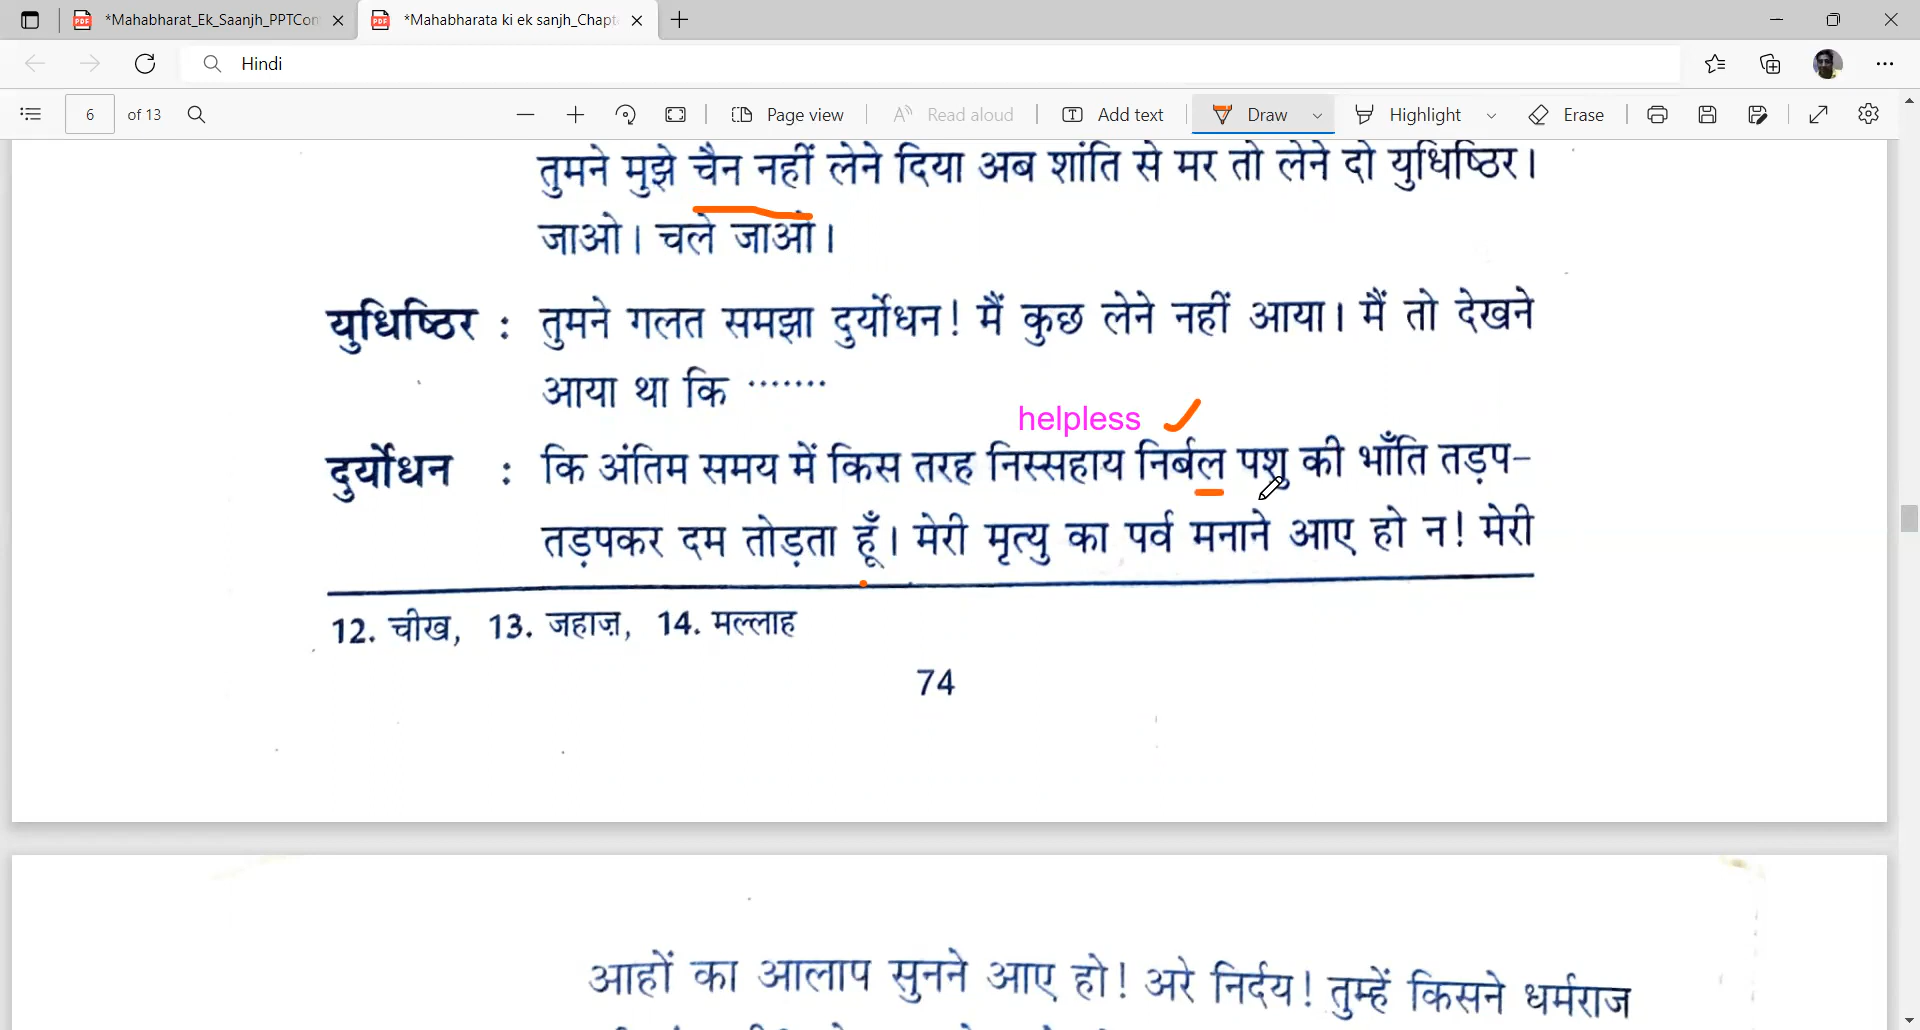 *Mahabharat_Ek_Saanjh_PPTCon
*Mahabharata ki ek sanjh_Chapt
Hindi
6 of 13
Page view
Read aloud
Add text
Draw
Highlight
Erase
तुमने मुझे चैन नहीं लेने दिया अब शांति से मर तो लेने दो युधिष्ठिर।
जाओ। चले जाओ।
युधिष्ठिर : तुमने गलत समझा दुर्योधन! मैं कुछ लेने नहीं आया। मैं तो देखने
आया था कि .......
helpless
दुर्योधन : कि अंतिम समय में किस तरह निस्सहाय निर्बल पशु की भाँति तड़प-
तड़पकर दम तोड़ता हूँ। मेरी मृत्यु का पर्व मनाने आए हो न! मेरी
12. चीख, 13. जहाज़, 14. मल्लाह
74
आहों का आलाप सुनने आए हो! अरे निर्दय! तुम्हें किसने धर्मराज